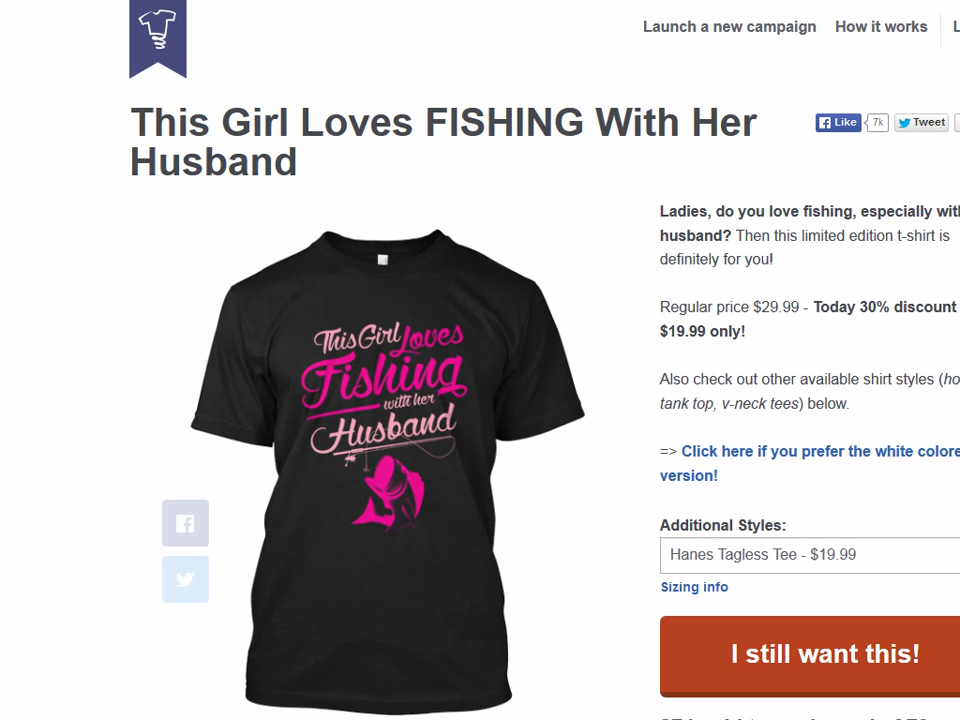 Launch a new campaign How it works
This Girl Loves FISHING With Her
Husband
Like 7k Tweet
Ladies, do you love fishing, especially with
husband? Then this limited edition t-shirt is
definitely for you!
Regular price $29.99 - Today 30% discount
$19.99 only!
Also check out other available shirt styles (
tank top, v-neck tees) below.
=> Click here if you prefer the white
version!
Additional Styles:
Hanes Tagless Tee - $19.99
Sizing info
I still want this!
This Girl Loves
Fishing
with her
Husband